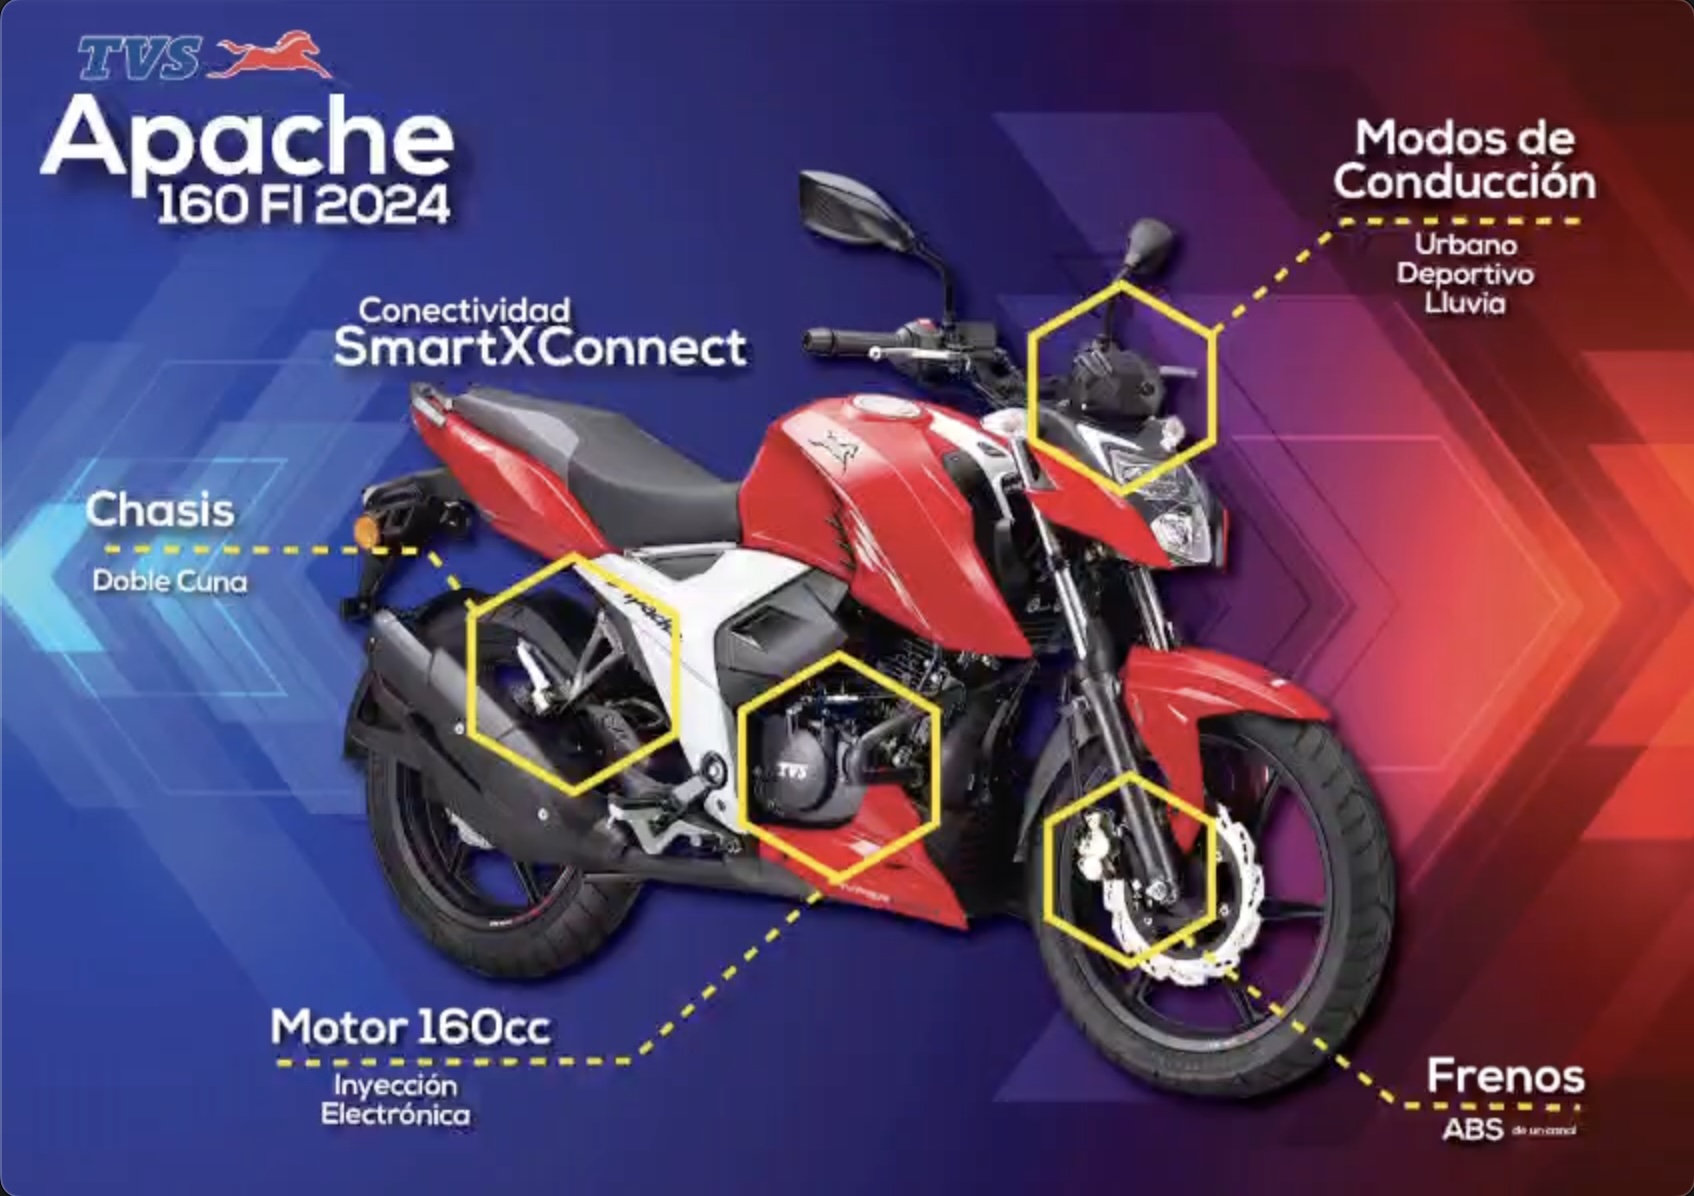 TVS
Apache
160 FI 2024
Modos de
Conducción
Urbano
Deportivo
Lluvia
Conectividad
SmartXConnect
Chasis
Doble Cuna
Apache
TVS
Motor 160cc
Inyección
Electrónica
Frenos
ABS de un canal